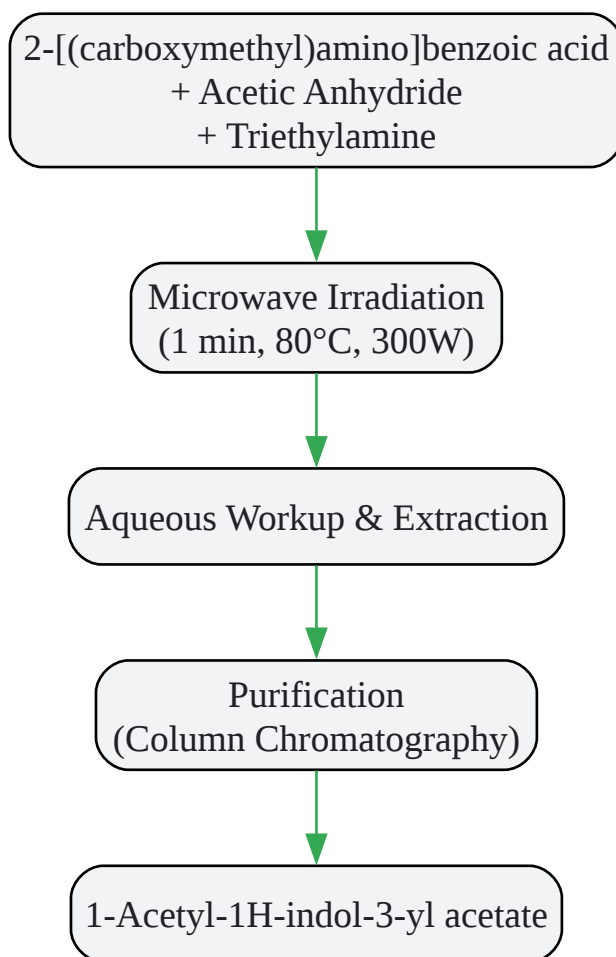 2-[(carboxymethyl)amino]benzoic acid
+ Acetic Anhydride
+ Triethylamine
Microwave Irradiation
(1 min, 80°C, 300W)
Aqueous Workup & Extraction
Purification
(Column Chromatography)
1-Acetyl-1H-indol-3-yl acetate